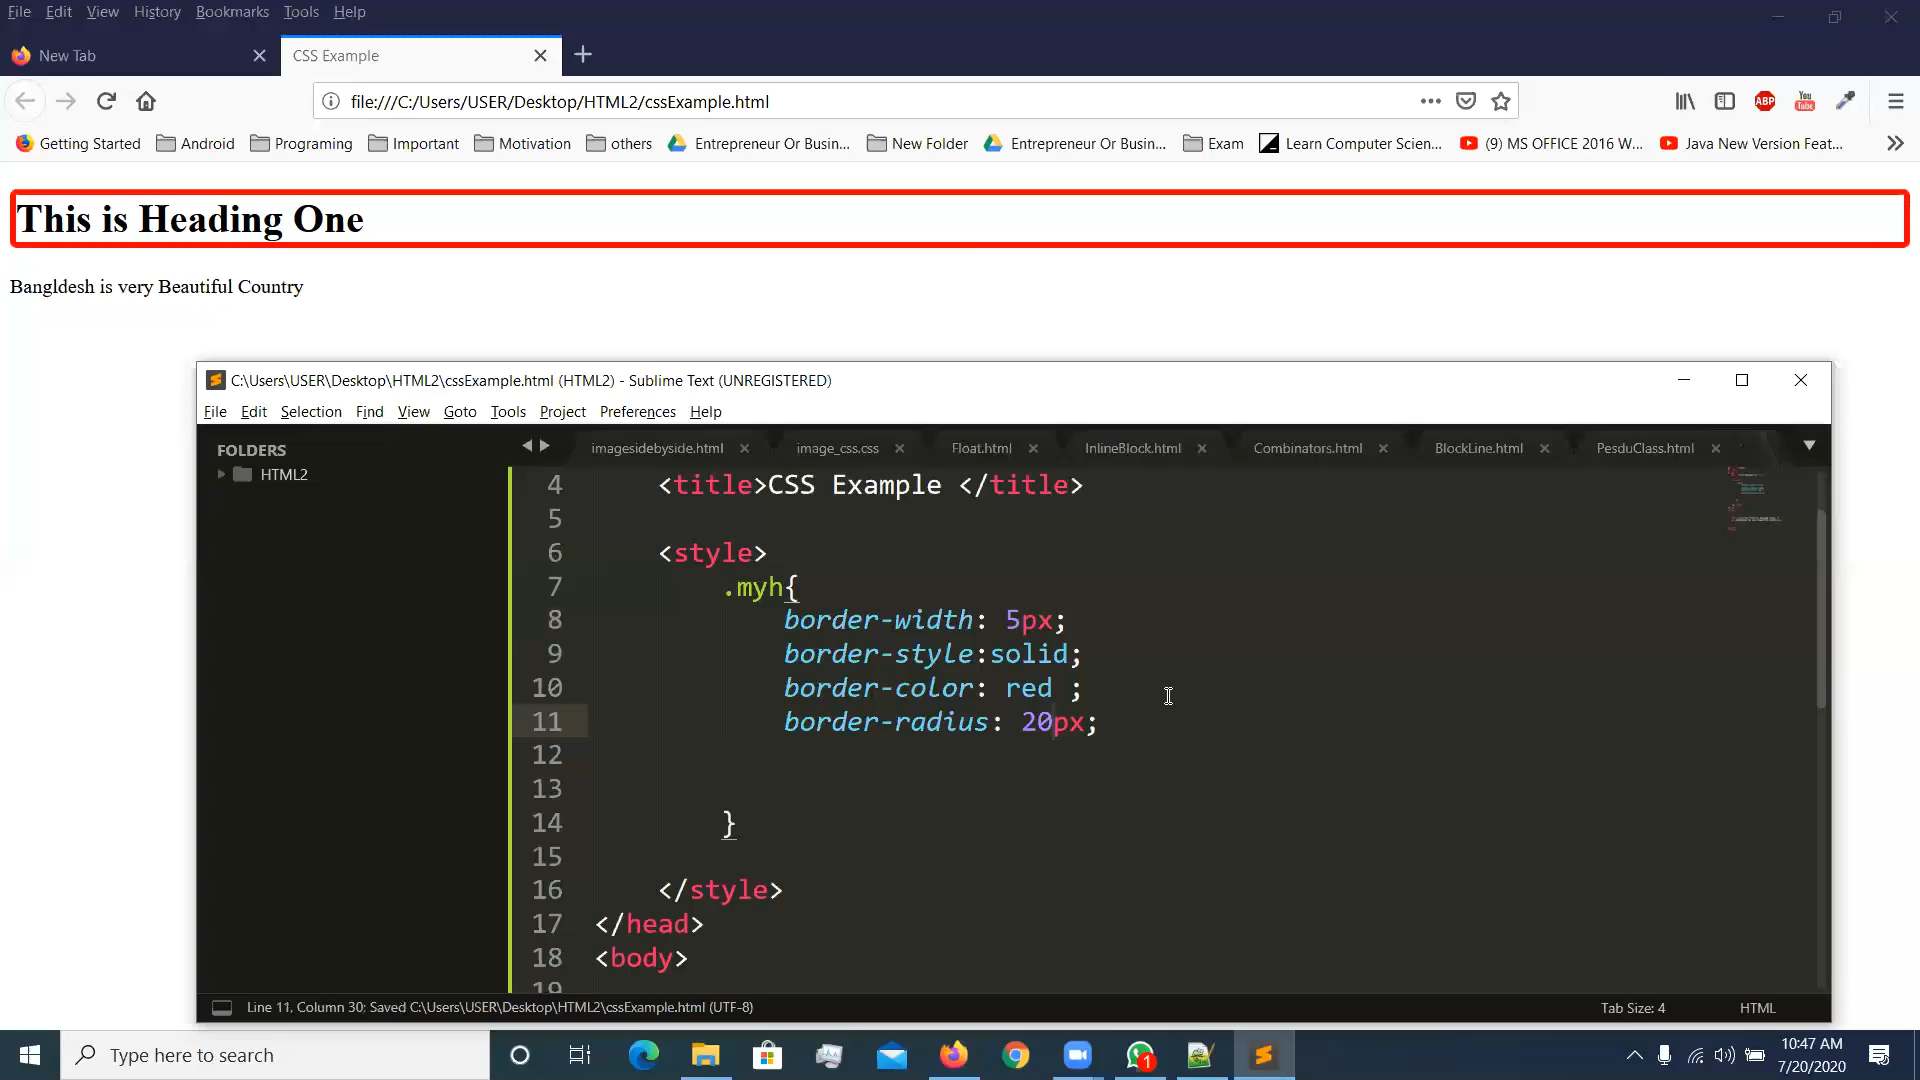 File Edit View History Bookmarks Tools Help
New Tab CSS Example
file:///C:/Users/USER/Desktop/HTML2/cssExample.html ABP You Tube
Getting Started Android Programing Important Motivation others Entrepreneur Or Busin... New Folder Entrepreneur Or Busin... Exam Learn Computer Scien... (9) MS OFFICE 2016 W... Java New Version Feat...
This is Heading One
Bangldesh is very Beautiful Country
C:\Users\USER\Desktop\HTML2\cssExample.html (HTML2) - Sublime Text (UNREGISTERED)
File Edit Selection Find View Goto Tools Project Preferences Help
FOLDERS
HTML2
imagesidebyside.html image_css.css Float.html InlineBlock.html Combinators.html BlockLine.html PesduClass.html
4 <title>CSS Example </title>
5
6 <style>
7 .myh{
8 border-width: 5px;
9 border-style:solid;
10 border-color: red ;
11 border-radius: 20px;
12
13
14 }
15
16 </style>
17 </head>
18 <body>
19
Line 11, Column 30; Saved C:\Users\USER\Desktop\HTML2\cssExample.html (UTF-8) Tab Size: 4 HTML
Type here to search 1 10:47 AM
7/20/2020